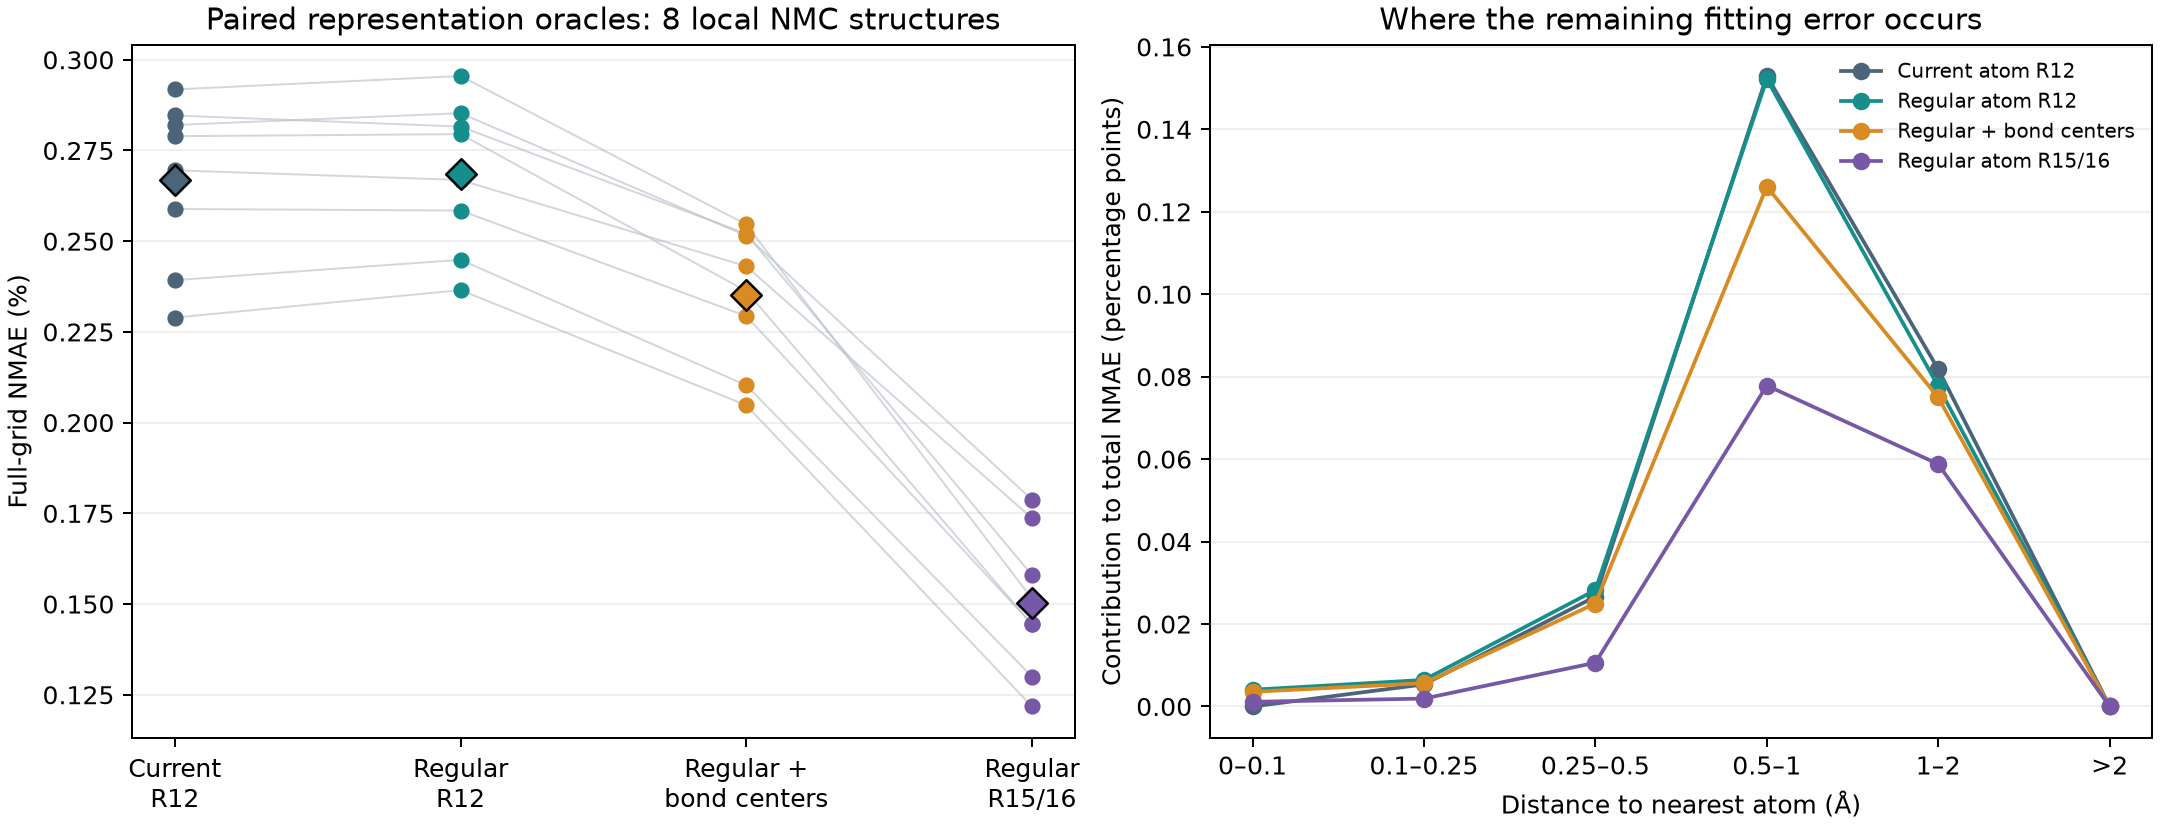 Paired representation oracles: 8 local NMC structures
Full-grid NMAE (%)
0.300
0.275
0.250
0.225
0.200
0.175
0.150
0.125
Current
R12
Regular
R12
Regular +
bond centers
Regular
R15/16
Where the remaining fitting error occurs
Contribution to total NMAE (percentage points)
0.16
0.14
0.12
0.10
0.08
0.06
0.04
0.02
0.00
Current atom R12
Regular atom R12
Regular + bond centers
Regular atom R15/16
0–0.1
0.1–0.25
0.25–0.5
0.5–1
1–2
>2
Distance to nearest atom (Å)